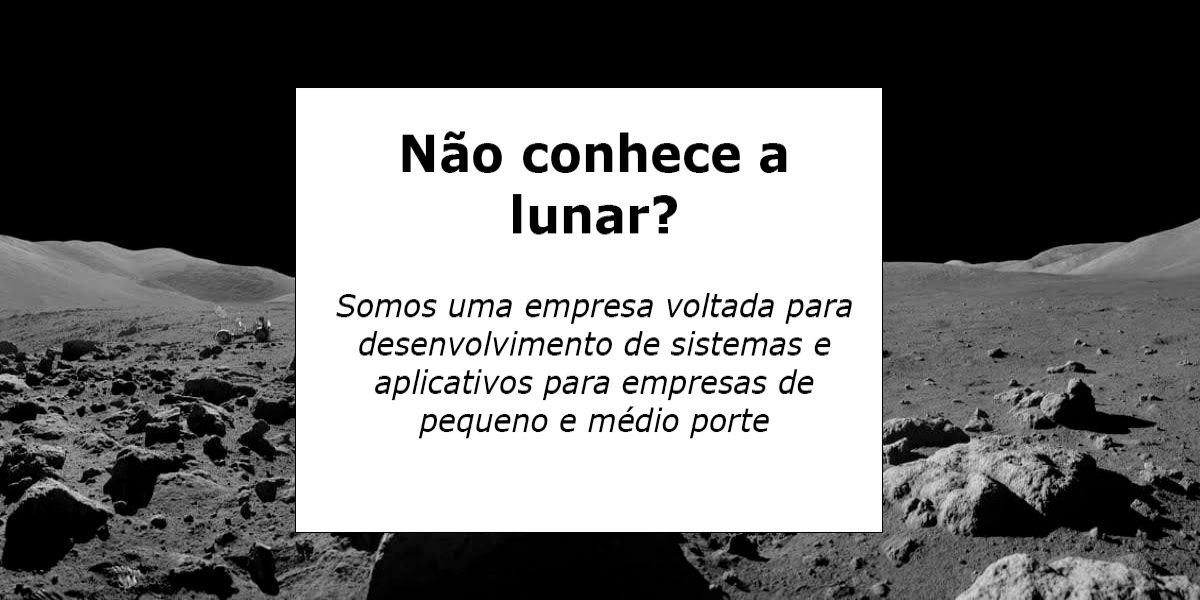 Não conhece a
lunar?
Somos uma empresa voltada para
desenvolvimento de sistemas e
aplicativos para empresas de
pequeno e médio porte